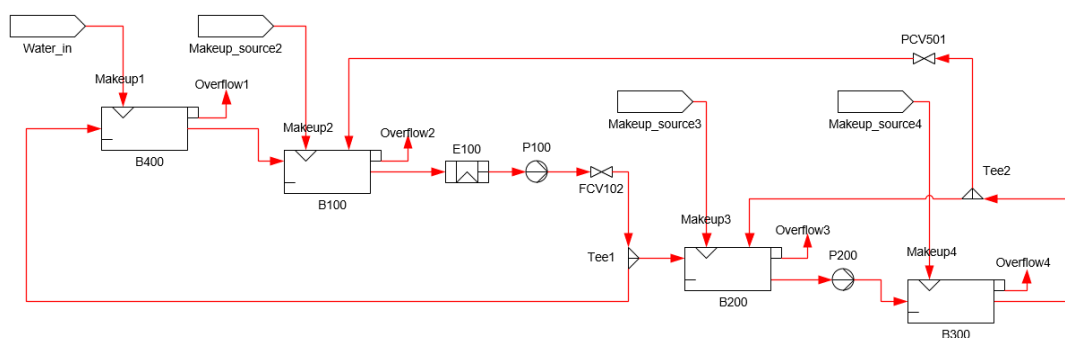 PCV501
Water_in
Makeup_source2
Makeup1
Overflow1
Makeup_source3
Makeup_source4
Makeup2
Overflow2
E100
P100
B400
Tee2
FCV102
B100
Makeup3
Overflow3
Tee1
P200
Makeup4
Overflow4
B200
B300